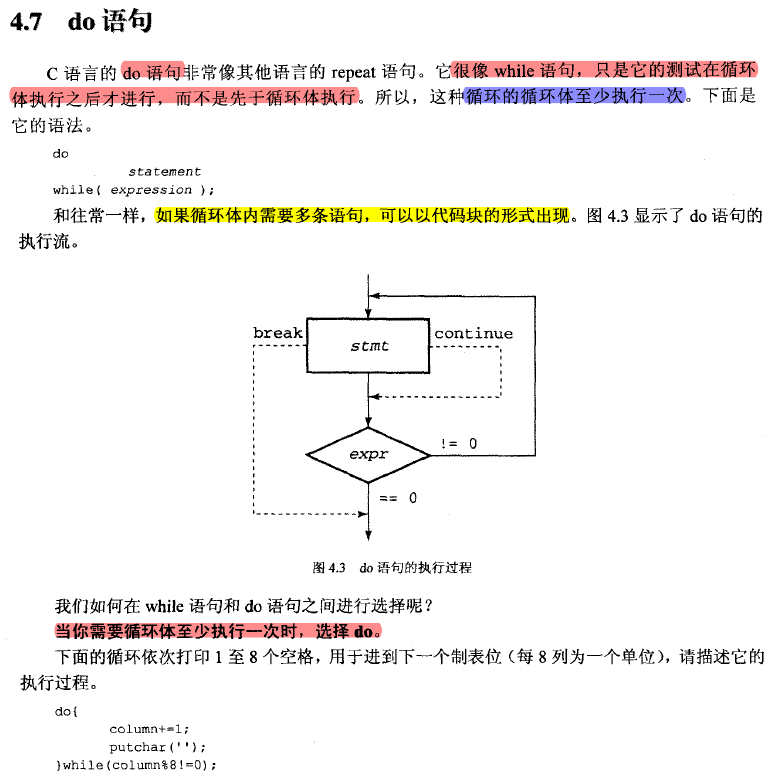 4.7 do 语句
C 语言的 do 语句非常像其他语言的 repeat 语句。它很像 while 语句，只是它的测试在循环
体执行之后才进行，而不是先于循环体执行。所以，这种循环的循环体至少执行一次。下面是
它的语法。
do
statement
while( expression );
和往常一样，如果循环体内需要多条语句，可以以代码块的形式出现。图 4.3 显示了 do 语句的
执行流。
break
stmt
continue
expr
!= 0
== 0
图 4.3 do 语句的执行过程
我们如何在 while 语句和 do 语句之间进行选择呢？
当你需要循环体至少执行一次时，选择 do。
下面的循环依次打印 1 至 8 个空格，用于进到下一个制表位（每 8 列为一个单位），请描述它的
执行过程。
do{
column+=1;
putchar('');
}while(column%8!=0);